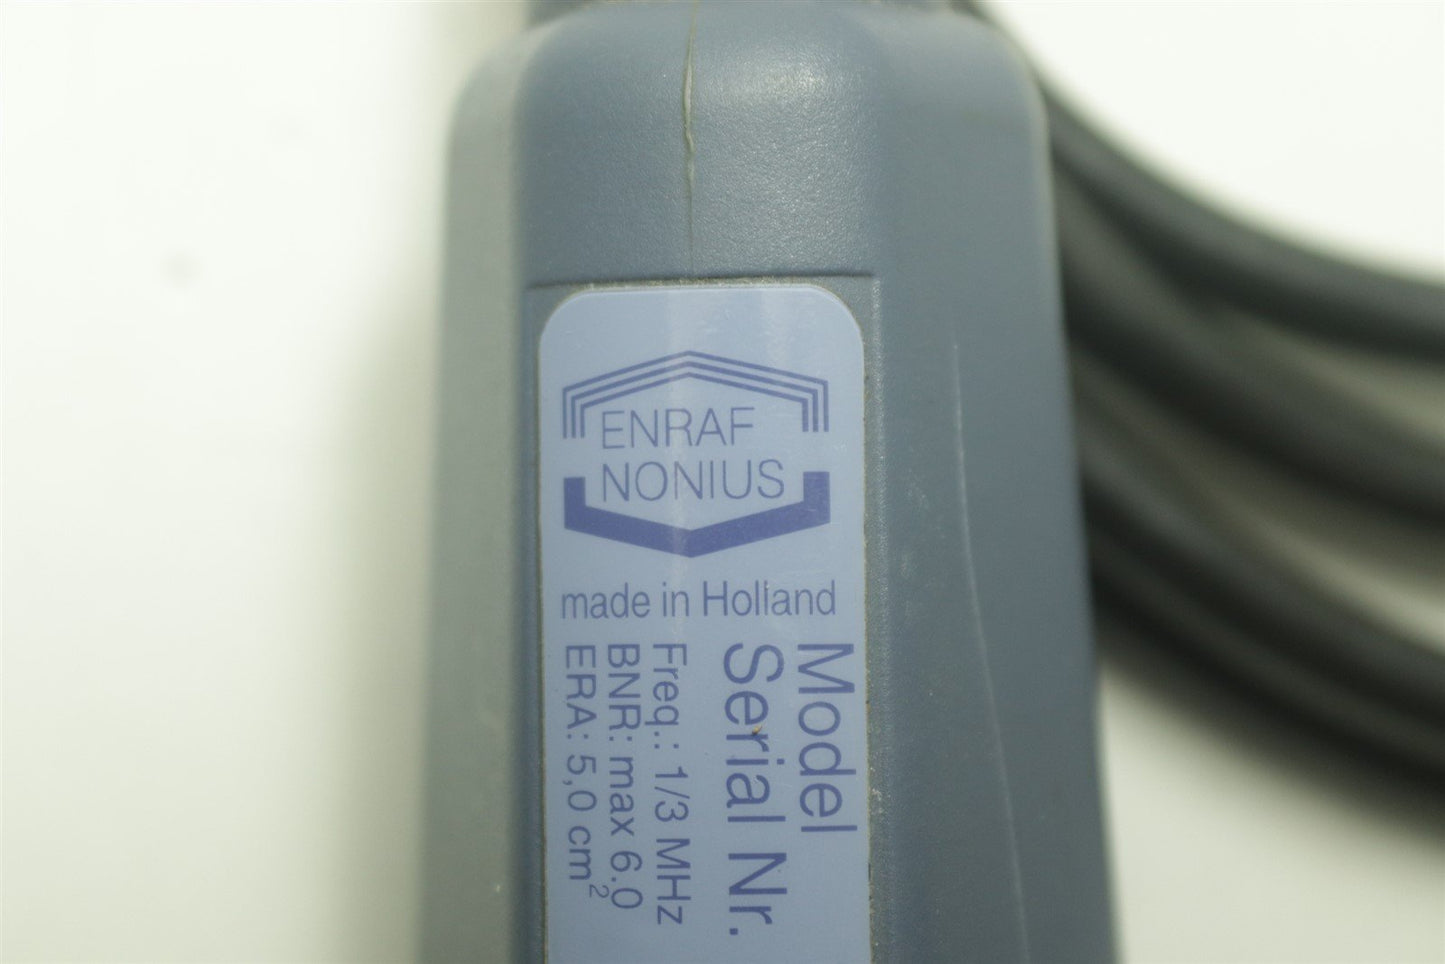 ENRAF
NONIUS
made in Holland
Model
Serial Nr.
Freq.: 1/3 MHz
BNR: max 6.0
ERA: 5,0 cm²